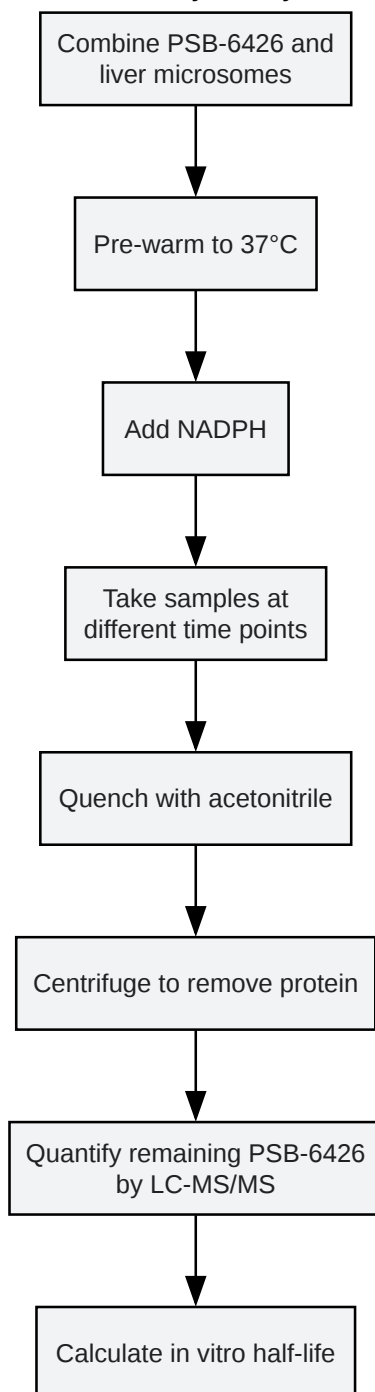 Combine PSB-6426 and
liver microsomes
Pre-warm to 37°C
Add NADPH
Take samples at
different time points
Quench with acetonitrile
Centrifuge to remove protein
Quantify remaining PSB-6426
by LC-MS/MS
Calculate in vitro half-life